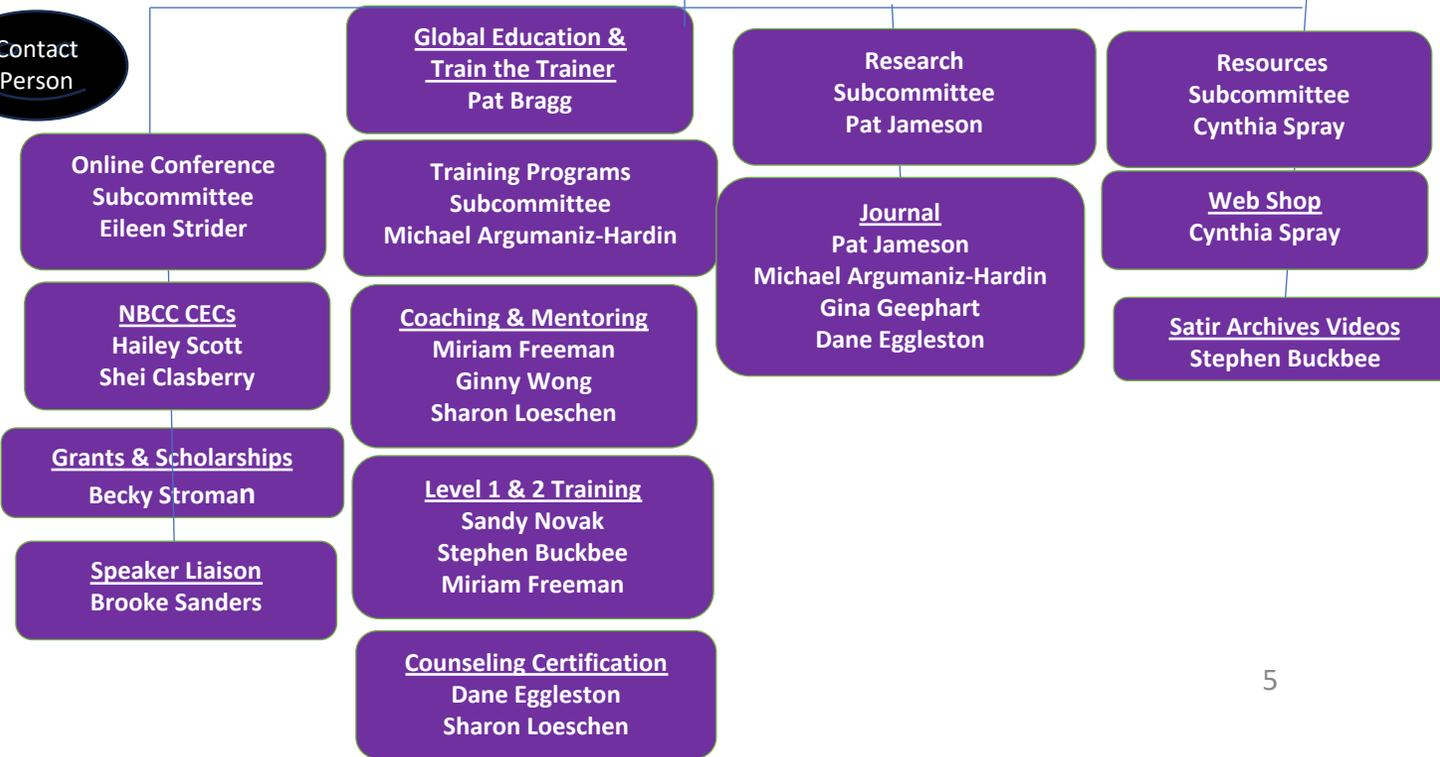 Contact
Person
Online Conference
Subcommittee
Eileen Strider
NBCC CECs
Hailey Scott
Shei Clasberry
Grants & Scholarships
Becky Stroman
Speaker Liaison
Brooke Sanders
Global Education &
Train the Trainer
Pat Bragg
Training Programs
Subcommittee
Michael Argumaniz-Hardin
Coaching & Mentoring
Miriam Freeman
Ginny Wong
Sharon Loeschen
Level 1 & 2 Training
Sandy Novak
Stephen Buckbee
Miriam Freeman
Counseling Certification
Dane Eggleston
Sharon Loeschen
Research
Subcommittee
Pat Jameson
Journal
Pat Jameson
Michael Argumaniz-Hardin
Gina Geephart
Dane Eggleston
Resources
Subcommittee
Cynthia Spray
Web Shop
Cynthia Spray
Satir Archives Videos
Stephen Buckbee
5